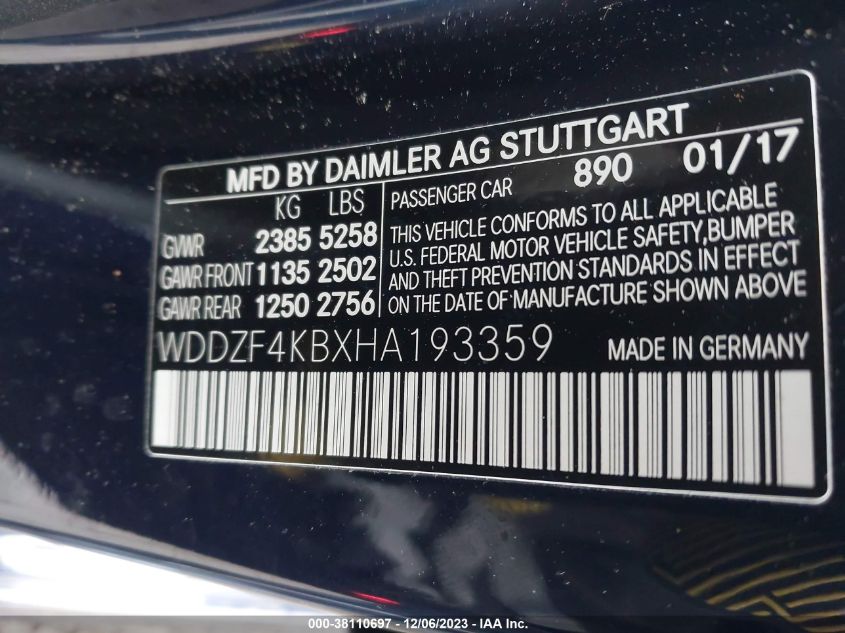 MFD BY DAIMLER AG STUTTGART
KG LBS
GVWR 2385 5258
GAWR FRONT 1135 2502
GAWR REAR 1250 2756
PASSENGER CAR 890 01/17
THIS VEHICLE CONFORMS TO ALL APPLICABLE
U.S. FEDERAL MOTOR VEHICLE SAFETY,BUMPER
AND THEFT PREVENTION STANDARDS IN EFFECT
ON THE DATE OF MANUFACTURE SHOWN ABOVE
WDDZF4KBXHA193359 MADE IN GERMANY
000-38110697 - 12/06/2023 - IAA Inc.